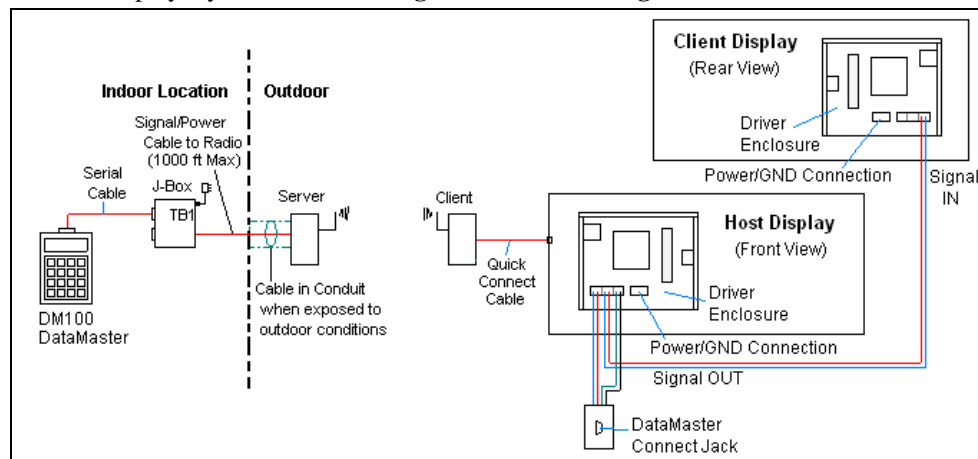 Indoor Location
Outdoor
Signal/Power
Cable to Radio
(1000 ft Max)
Serial
Cable
J-Box
TB1
Server
Cable in Conduit
when exposed to
outdoor conditions
DM100
DataMaster
Client
Quick
Connect
Cable
Client Display
(Rear View)
Driver
Enclosure
Power/GND Connection
Signal
IN
Host Display
(Front View)
Driver
Enclosure
Power/GND Connection
Signal OUT
DataMaster
Connect Jack